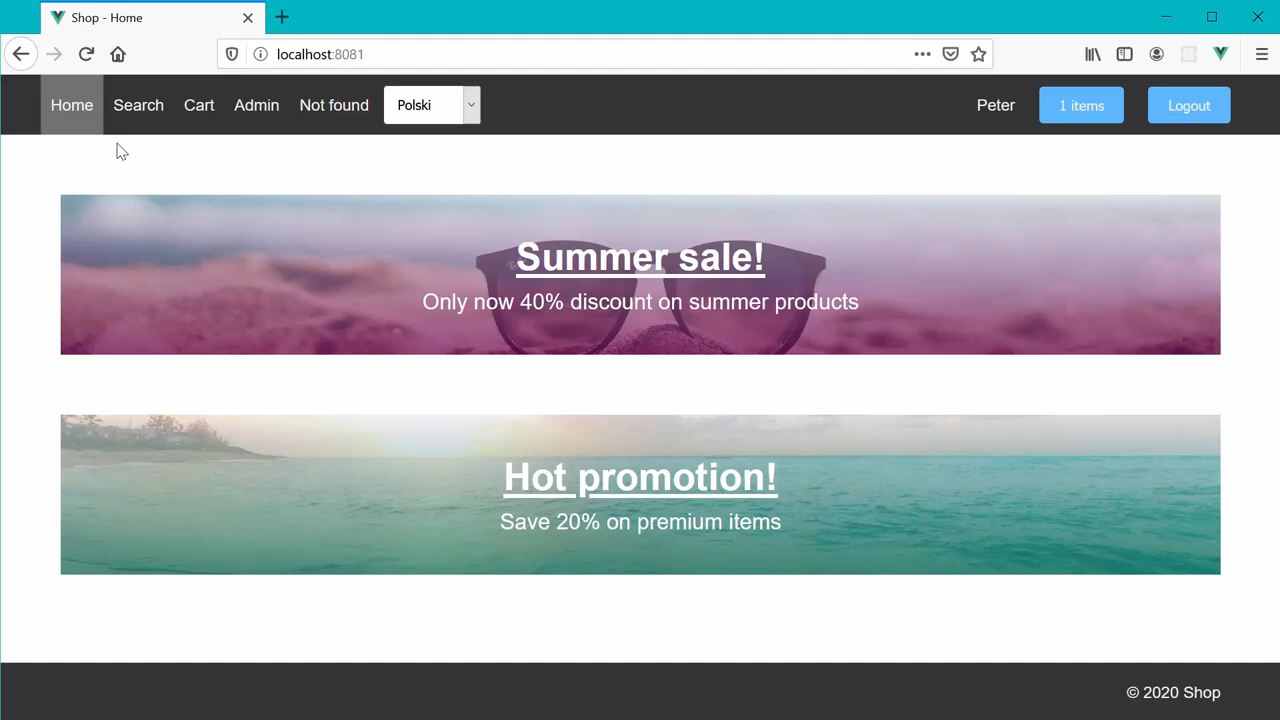 Shop - Home
localhost:8081
Home Search Cart Admin Not found Polski Peter 1 items Logout
Summer sale!
Only now 40% discount on summer products
Hot promotion!
Save 20% on premium items
© 2020 Shop